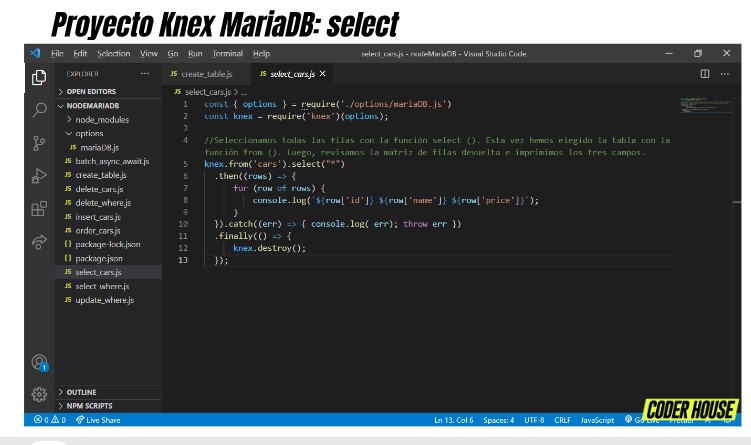 Proyecto Knex MariaDB: select
File Edit Selection View Go Run Terminal Help select_cars.js - nodeMariaDB - Visual Studio Code
EXPLORER ···
OPEN EDITORS
NODEMARIADB
node_modules
options
JS mariaDB.js
JS batch_async_await.js
JS create_table.js
JS delete_cars.js
JS delete_where.js
JS insert_cars.js
JS order_cars.js
{} package-lock.json
{} package.json
JS select_cars.js
JS select_where.js
JS update_where.js
OUTLINE
NPM SCRIPTS
JS create_table.js JS select_cars.js ×
JS select_cars.js > ...
1 const { options } = require('./options/mariaDB.js')
2 const knex = require('knex')(options);
3
4 //Seleccionamos todas las filas con la función select (). Esta vez hemos elegido la tabla con la
función from (). Luego, revisamos la matriz de filas devuelta e imprimimos los tres campos.
5 knex.from('cars').select("*")
6 .then((rows) => {
7 for (row of rows) {
8 console.log(`${row['id']} ${row['name']} ${row['price']}`);
9 }
10 }).catch((err) => { console.log( err); throw err })
11 .finally(() => {
12 knex.destroy();
13 });
1
0 0 Live Share Ln 13, Col 6 Spaces: 4 UTF-8 CRLF JavaScript
CODER HOUSE